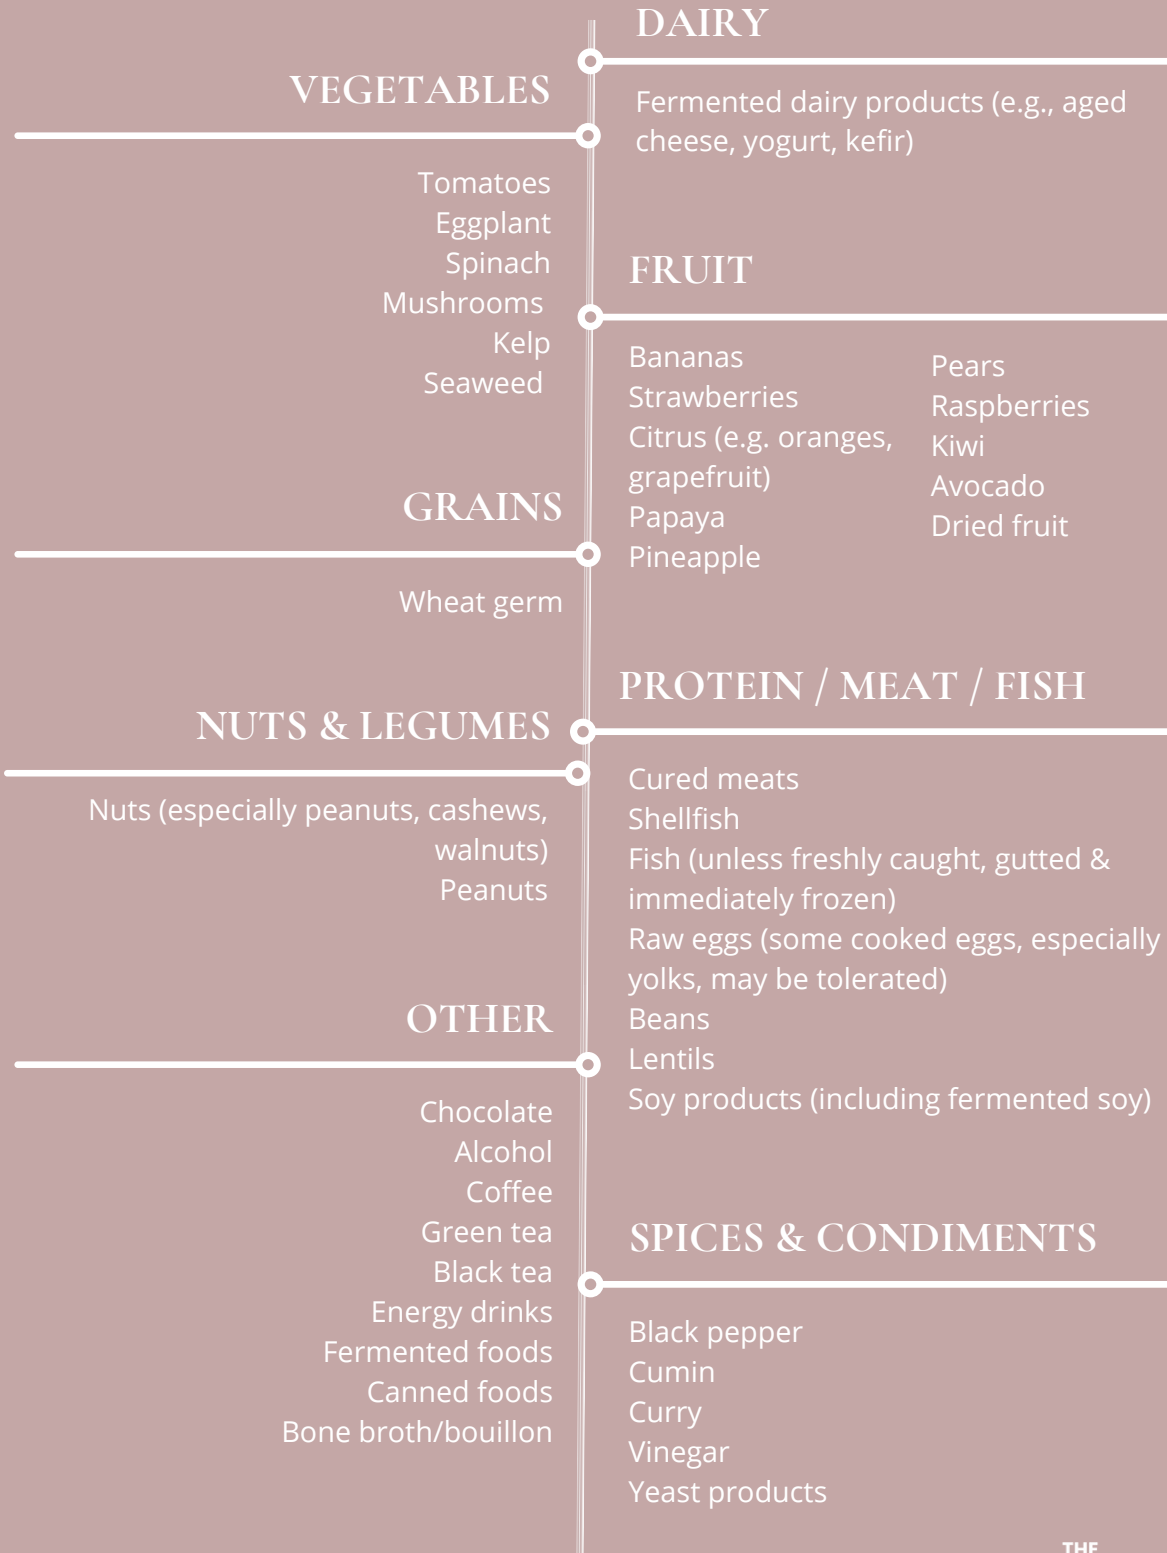 DAIRY
Fermented dairy products (e.g., aged
cheese, yogurt, kefir)
VEGETABLES
Tomatoes
Eggplant
Spinach
Mushrooms
Kelp
Seaweed
FRUIT
Bananas
Strawberries
Citrus (e.g. oranges,
grapefruit)
Papaya
Pineapple
Pears
Raspberries
Kiwi
Avocado
Dried fruit
GRAINS
Wheat germ
PROTEIN / MEAT / FISH
Cured meats
Shellfish
Fish (unless freshly caught, gutted &
immediately frozen)
Raw eggs (some cooked eggs, especially
yolks, may be tolerated)
Beans
Lentils
Soy products (including fermented soy)
NUTS & LEGUMES
Nuts (especially peanuts, cashews,
walnuts)
Peanuts
OTHER
Chocolate
Alcohol
Coffee
Green tea
Black tea
Energy drinks
Fermented foods
Canned foods
Bone broth/bouillon
SPICES & CONDIMENTS
Black pepper
Cumin
Curry
Vinegar
Yeast products
THE